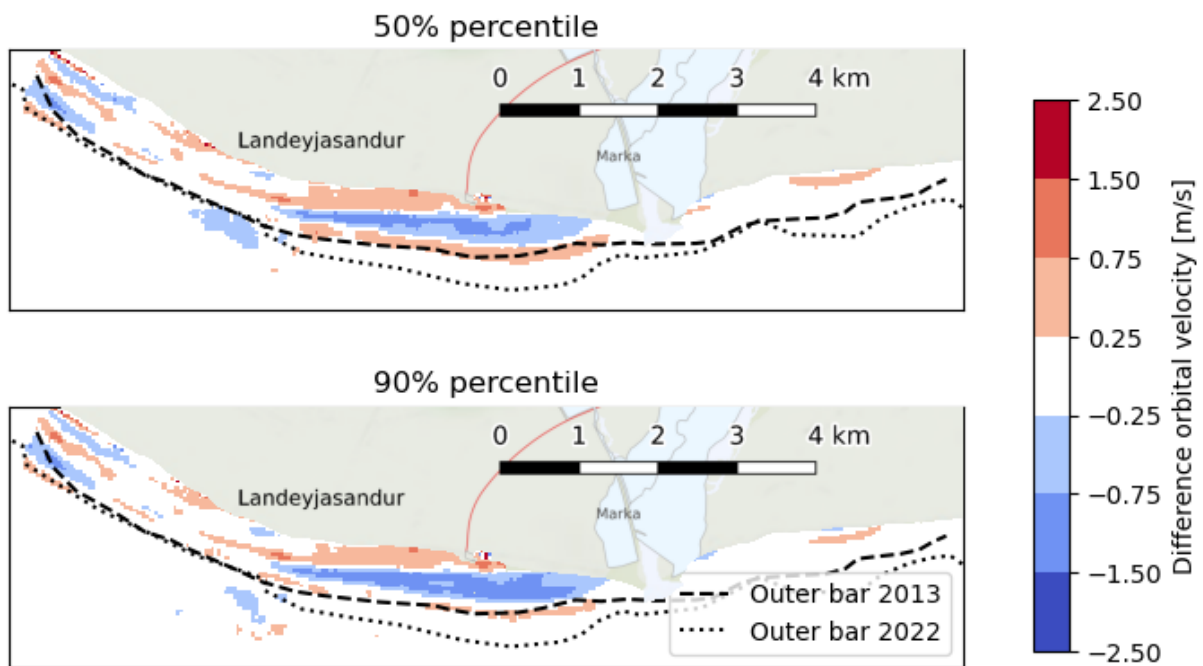 50% percentile
0 1 2 3 4 km
Landeyjasandur
Marka
90% percentile
0 1 2 3 4 km
Landeyjasandur
Marka
Outer bar 2013
Outer bar 2022
2.50
1.50
0.75
0.25
−0.25
−0.75
−1.50
−2.50
Difference orbital velocity [m/s]